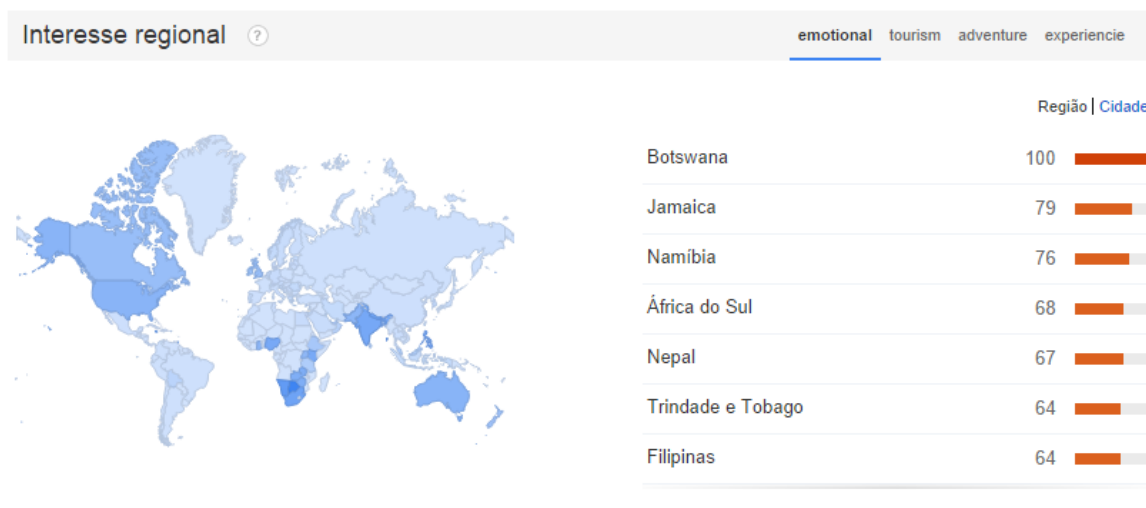 Interesse regional ?
emotional tourism adventure experiencie
Região | Cidade
Botswana 100
Jamaica 79
Namíbia 76
África do Sul 68
Nepal 67
Trindade e Tobago 64
Filipinas 64